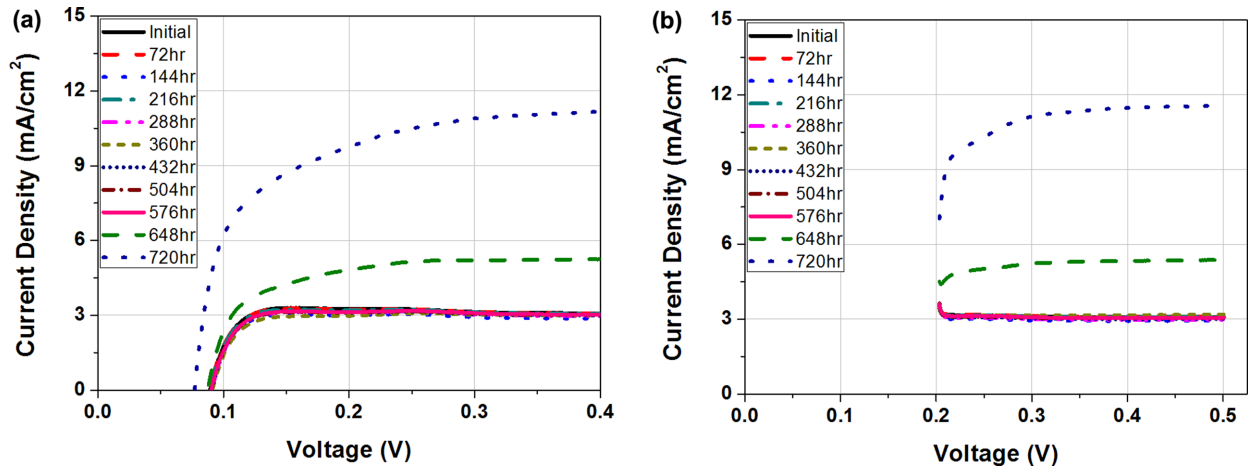 (a)
Current Density (mA/cm²)
15
12
9
6
3
0
Initial
72hr
144hr
216hr
288hr
360hr
432hr
504hr
576hr
648hr
720hr
0.0 0.1 0.2 0.3 0.4
Voltage (V)
(b)
Current Density (mA/cm²)
15
12
9
6
3
0
Initial
72hr
144hr
216hr
288hr
360hr
432hr
504hr
576hr
648hr
720hr
0.0 0.1 0.2 0.3 0.4 0.5
Voltage (V)